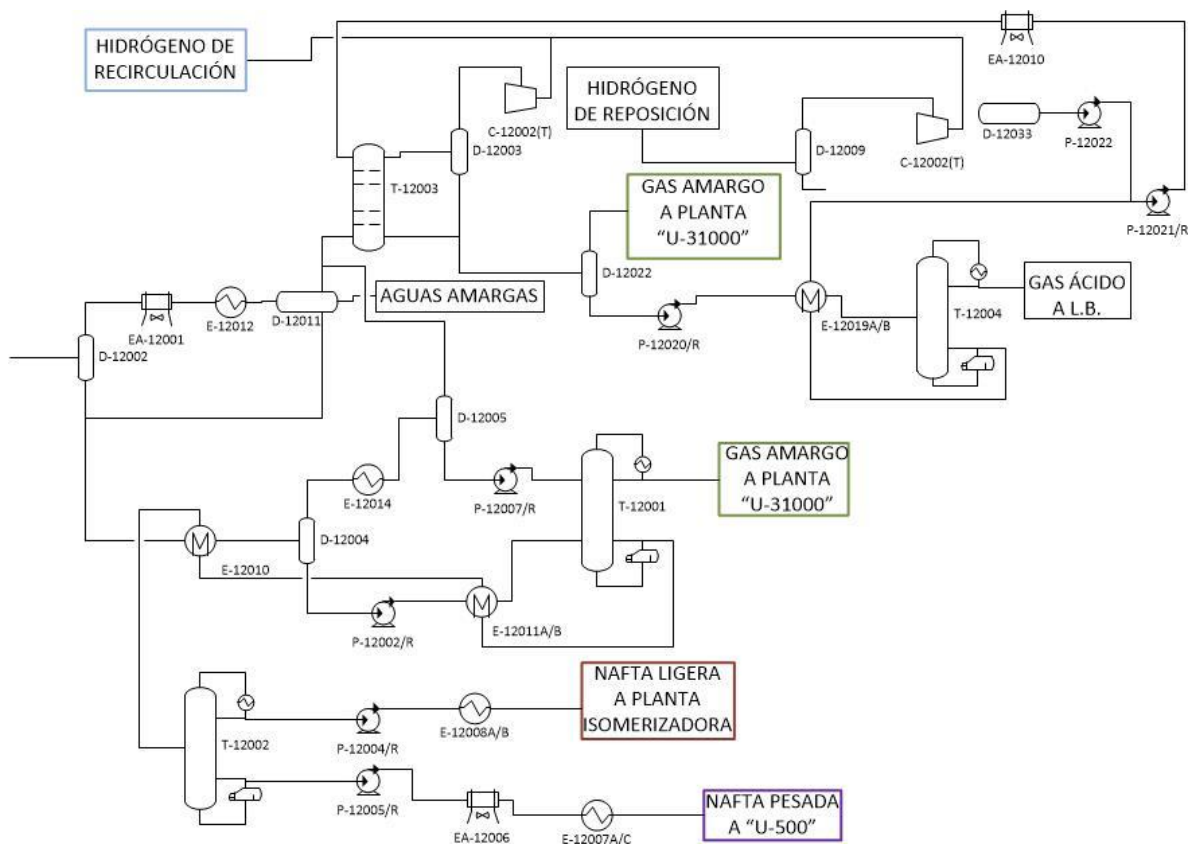 HIDRÓGENO DE
RECIRCULACIÓN
EA-12010
HIDRÓGENO
DE REPOSICIÓN
C-12002(T)
D-12003
D-12033
P-12022
D-12009
C-12002(T)
T-12003
GAS AMARGO
A PLANTA
“U-31000”
P-12021/R
D-12022
AGUAS AMARGAS
GAS ÁCIDO
A L.B.
T-12004
E-12019A/B
P-12020/R
EA-12001
E-12012
D-12011
D-12002
D-12005
GAS AMARGO
A PLANTA
“U-31000”
E-12014
P-12007/R
T-12001
D-12004
E-12010
P-12002/R
E-12011A/B
NAFTA LIGERA
A PLANTA
ISOMERIZADORA
T-12002
P-12004/R
E-12008A/B
P-12005/R
EA-12006
E-12007A/C
NAFTA PESADA
A “U-500”